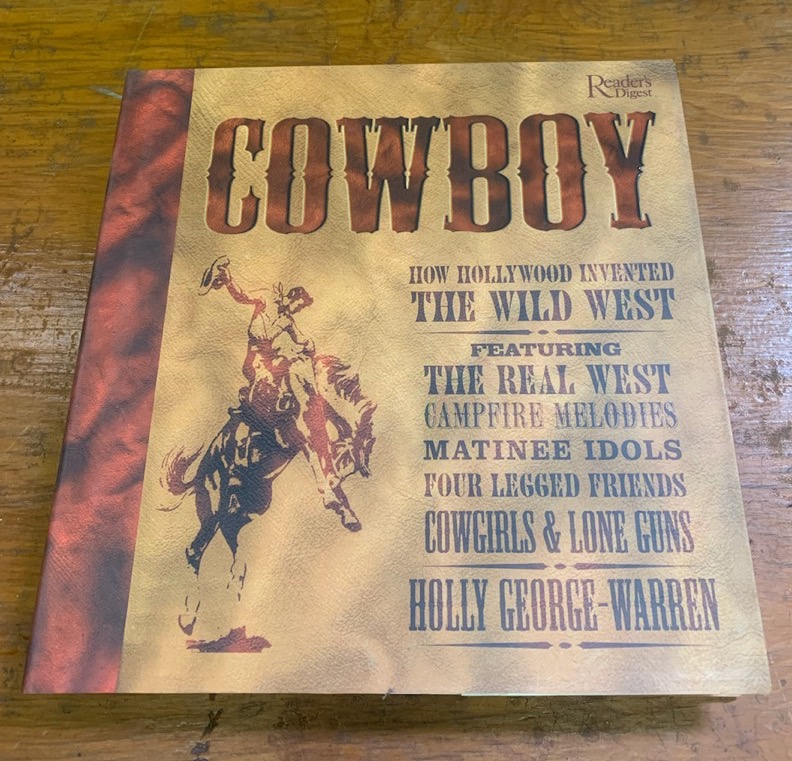 Reader's
Digest
COWBOY
HOW HOLLYWOOD INVENTED
THE WILD WEST
FEATURING
THE REAL WEST
CAMPFIRE MELODIES
MATINEE IDOLS
FOUR LEGGED FRIENDS
COWGIRLS & LONE GUNS
HOLLY GEORGE-WARREN